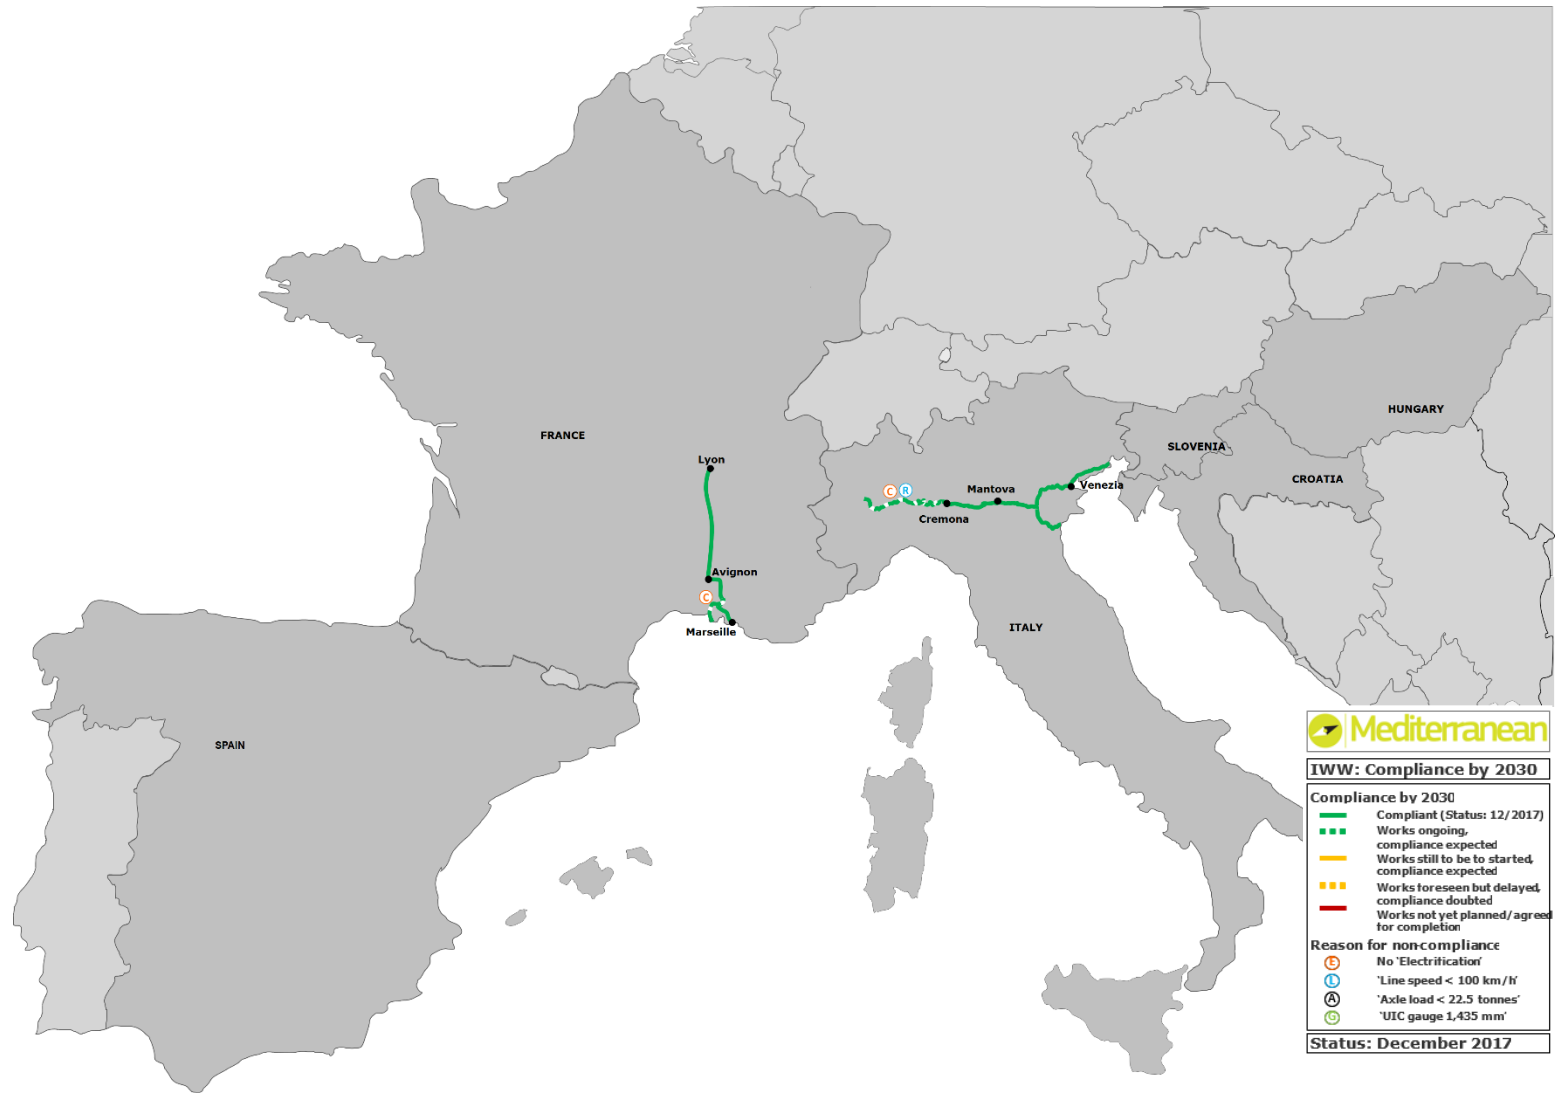 FRANCE
HUNGARY
SLOVENIA
CROATIA
Lyon
C R
Mantova
Venezia
Cremona
Avignon
C
Marseille
ITALY
SPAIN
Mediterranean
IWW: Compliance by 2030
Compliance by 2030
Compliant (Status: 12/2017)
Works ongoing,
compliance expected
Works still to be to started,
compliance expected
Works foreseen but delayed,
compliance doubted
Works not yet planned/agreed
for completion
Reason for non-compliance
E No 'Electrification'
L 'Line speed < 100 km/h'
A 'Axle load < 22.5 tonnes'
G 'UIC gauge 1,435 mm'
Status: December 2017